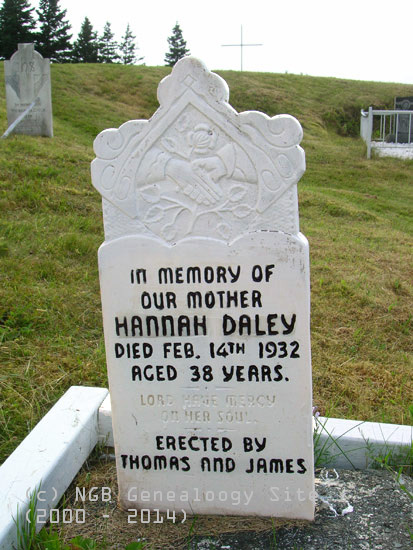 IN MEMORY OF
OUR MOTHER
HANNAH DALEY
DIED FEB. 14TH 1932
AGED 38 YEARS.
LORD HAVE MERCY
ON HER SOUL.
ERECTED BY
THOMAS AND JAMES
(c) NGB Genealoogy Site
(2000 - 2014)